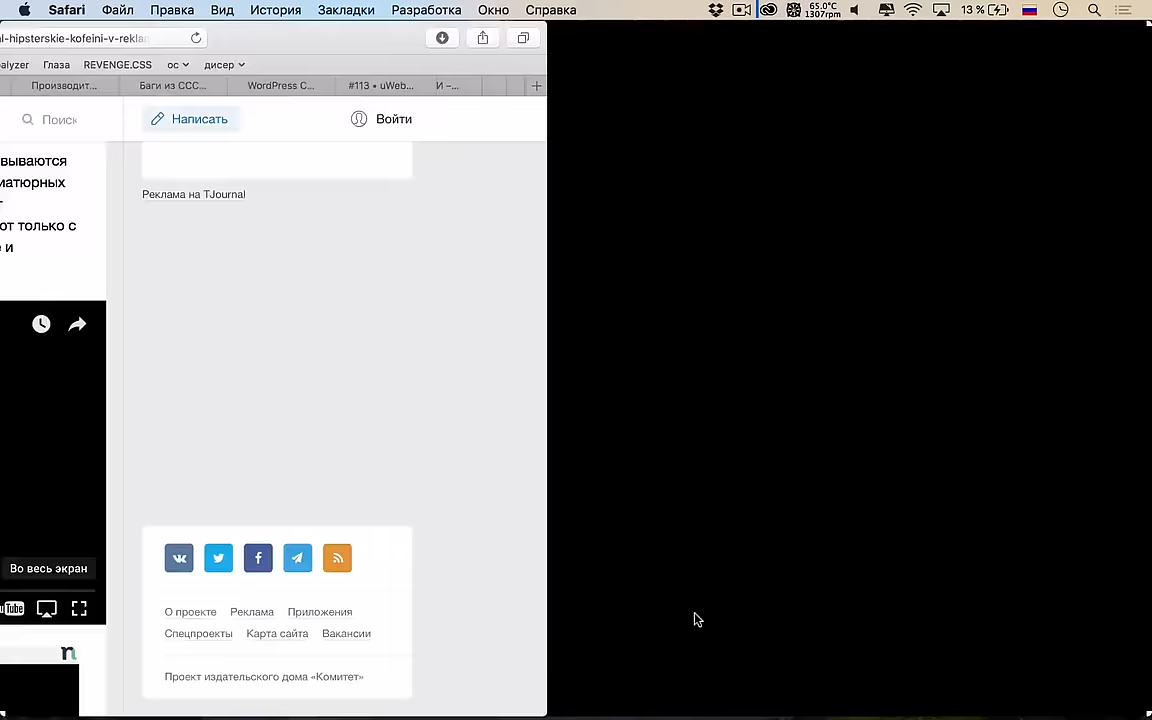 Safari Файл Правка Вид История Закладки Разработка Окно Справка 65.0°C 1307rpm 13 %
l-hipsterskie-kofeini-v-rekla
alyzer Глаза REVENGE.CSS ос дисер
Производит... Баги из ССС... WordPress С... #113 • uWeb... И –...
Поиск Написать Войти
вываются
иатюрных
т
от только с
е и
Реклама на TJournal
Во весь экран
YouTube
О проекте Реклама Приложения
Спецпроекты Карта сайта Вакансии
Проект издательского дома «Комитет»